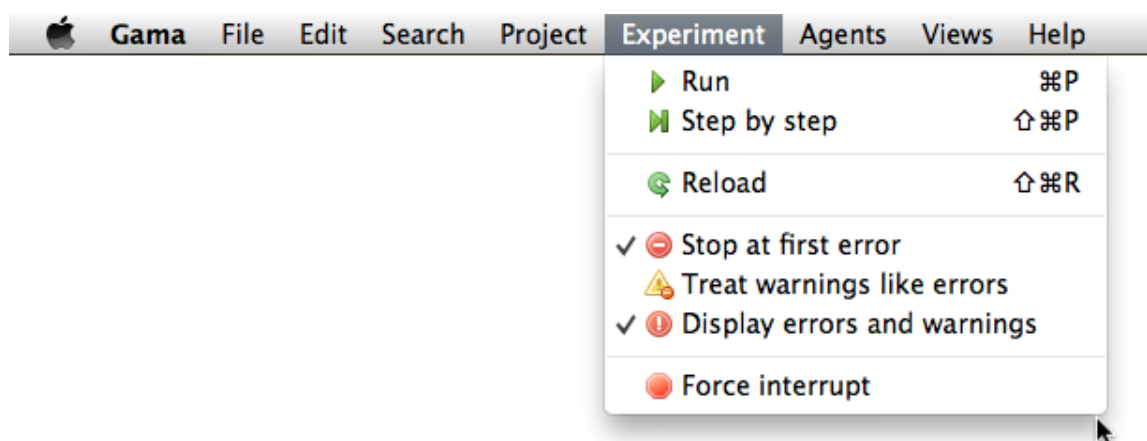 Gama File Edit Search Project Experiment Agents Views Help
Run ⌘P
Step by step ⇧⌘P
Reload ⇧⌘R
Stop at first error
Treat warnings like errors
Display errors and warnings
Force interrupt